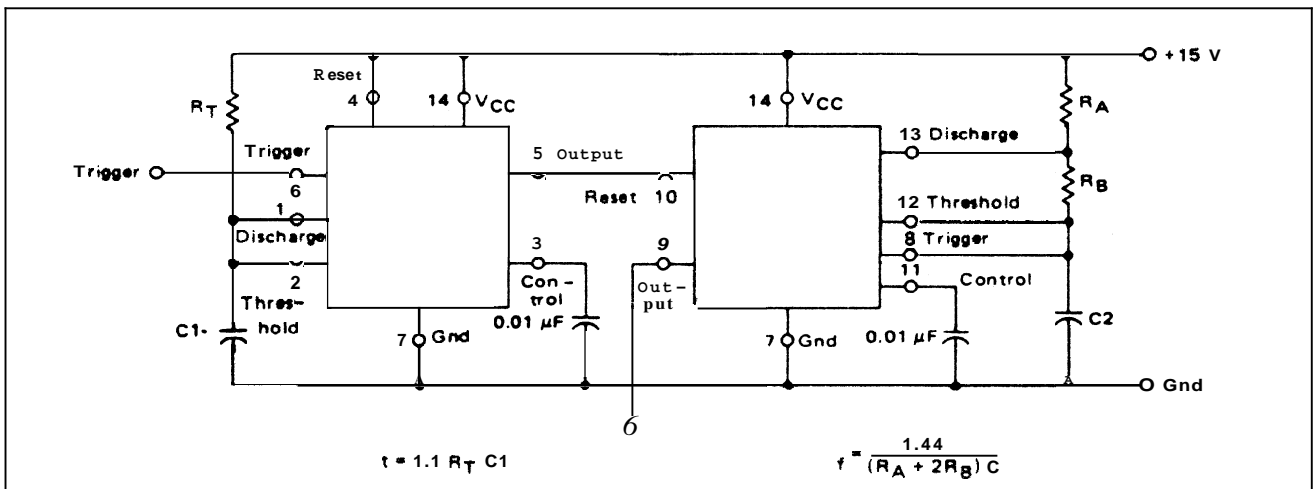 +15 V
Reset
4
14 VCC
RT
14 VCC
RA
13 Discharge
Trigger
Trigger
6
5 Output
Reset 10
RB
1
Discharge
12 Threshold
8 Trigger
2
Thres-
hold
3
Con-
trol
0.01 μF
9
Out-
put
11
Control
C1-
7 Gnd
7 Gnd
0.01 μF
C2
Gnd
6
t = 1.1 RT C1
f = 1.44 / (RA + 2RB) C